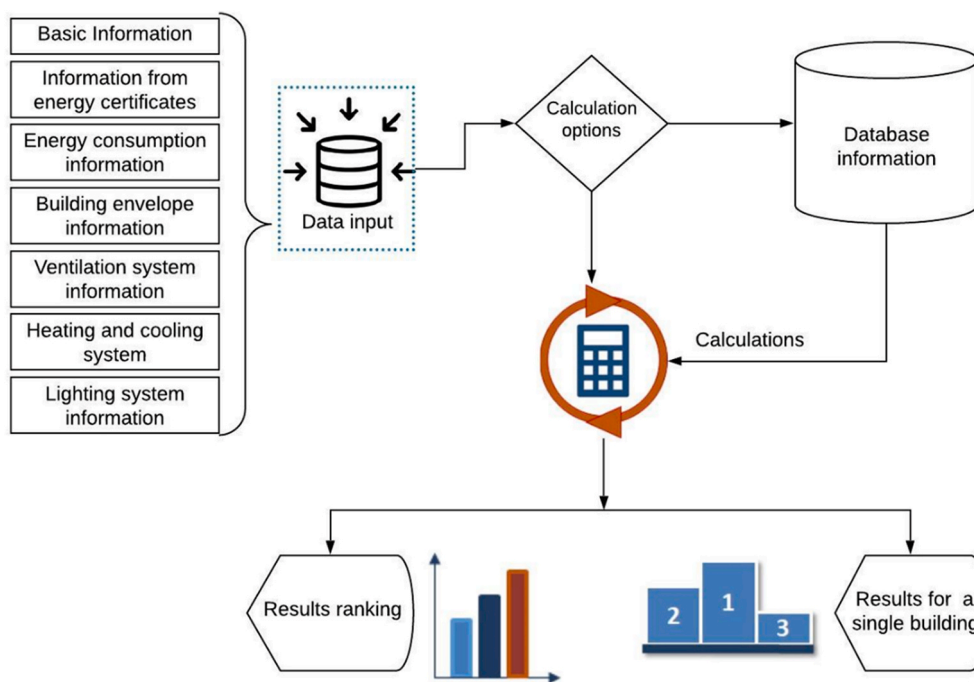 Basic Information
Information from
energy certificates
Energy consumption
information
Building envelope
information
Ventilation system
information
Heating and cooling
system
Lighting system
information
Data input
Calculation
options
Database
information
Calculations
Results ranking
2
1
3
Results for a
single building